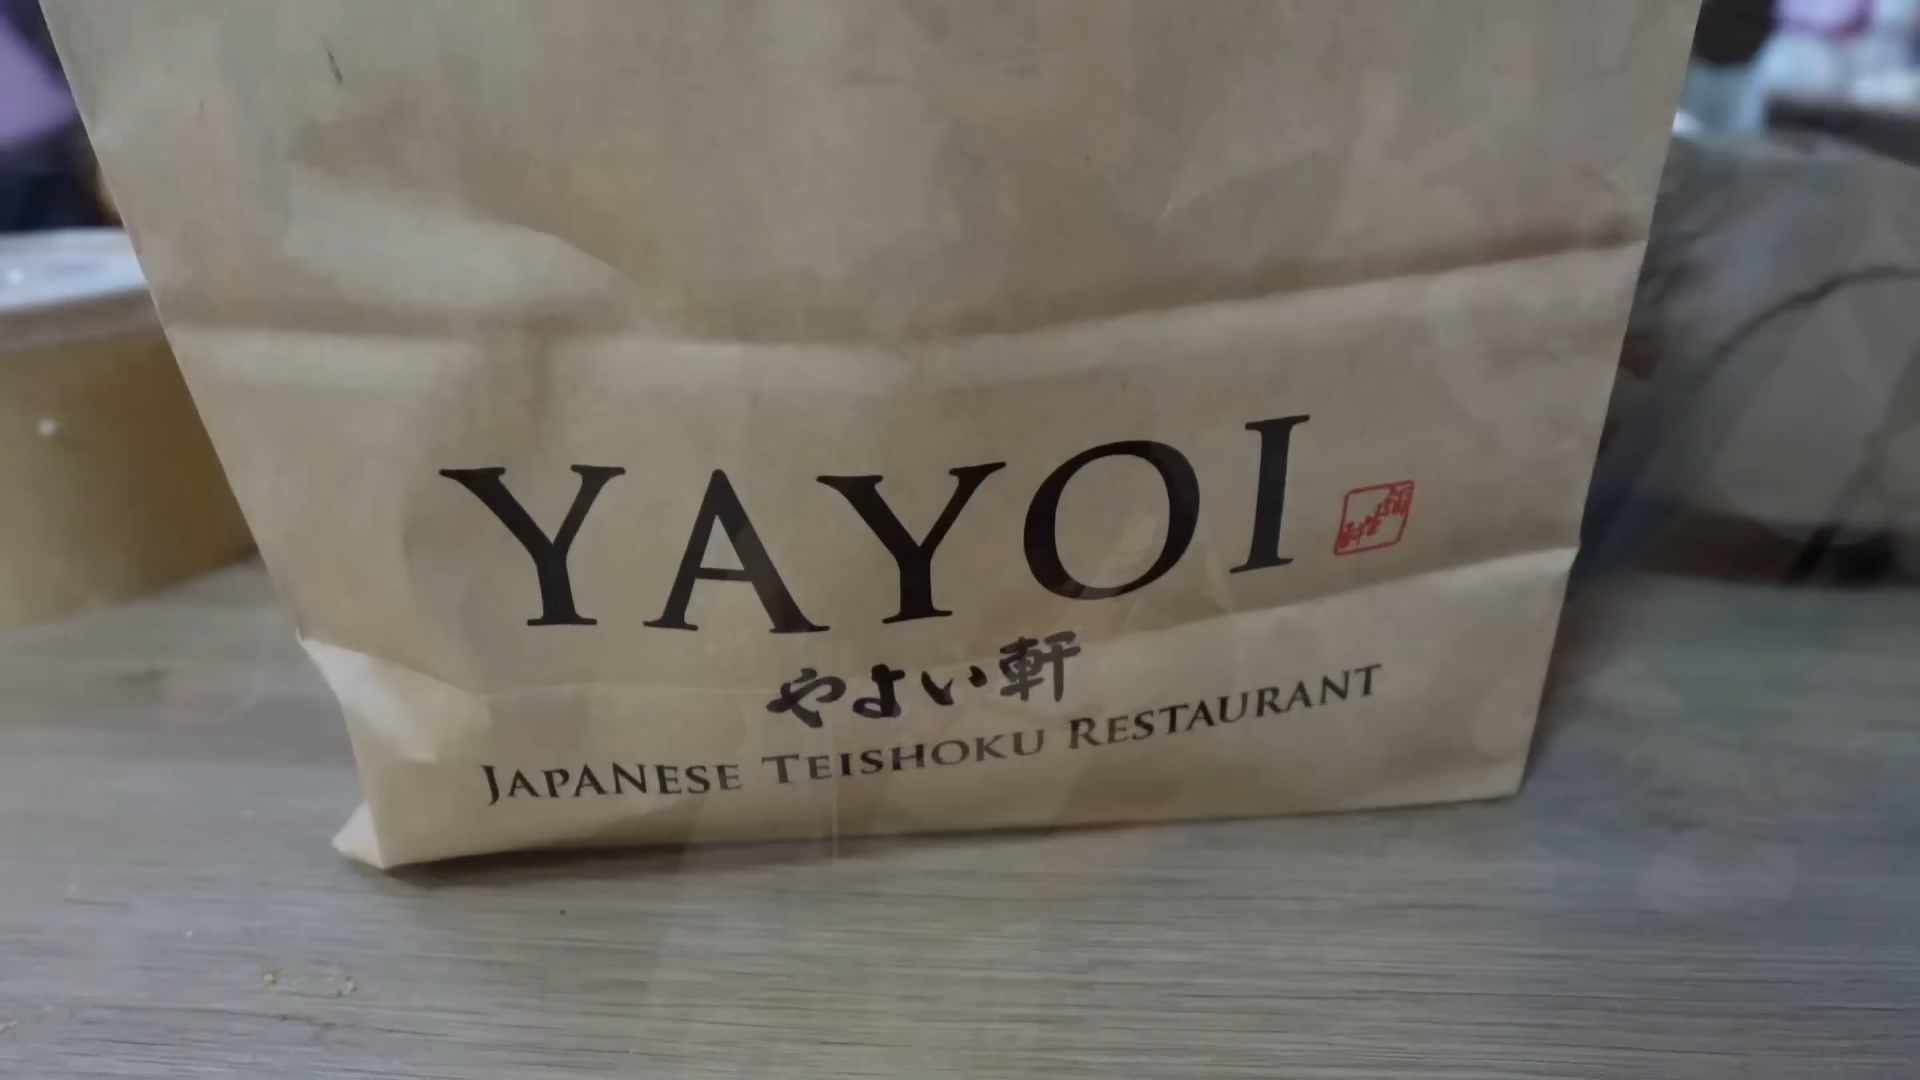 YAYOI
やよい軒
JAPANESE TEISHOKU RESTAURANT